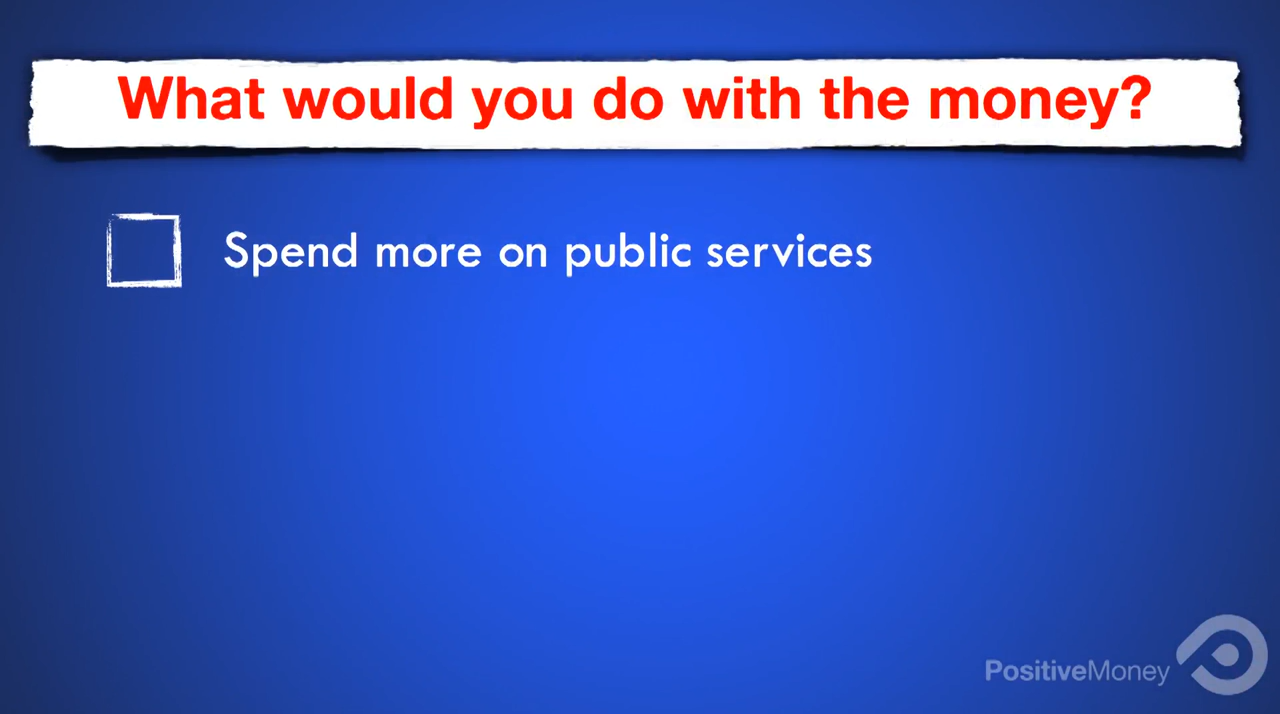 What would you do with the money?
Spend more on public services
PositiveMoney